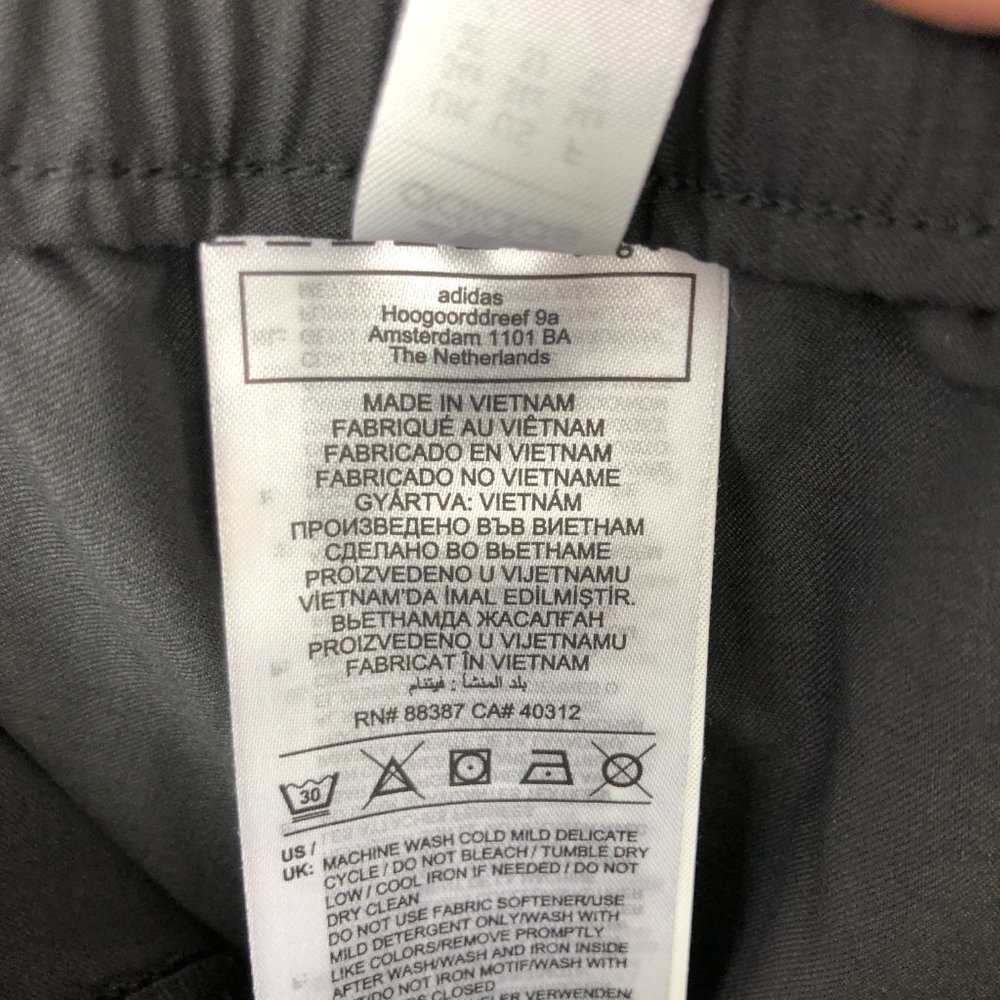 adidas
Hoogoorddreef 9a
Amsterdam 1101 BA
The Netherlands
MADE IN VIETNAM
FABRIQUÉ AU VIÊTNAM
FABRICADO EN VIETNAM
FABRICADO NO VIETNAME
GYÁRTVA: VIETNÁM
ПРОИЗВЕДЕНО ВЪВ ВИЕТНАМ
СДЕЛАНО ВО ВЬЕТНАМЕ
PROIZVEDENO U VIJETNAMU
VİETNAM'DA İMAL EDİLMİŞTİR.
ВЬЕТНАМДА ЖАСАЛҒАН
PROIZVEDENO U VIJETNAMU
FABRICAT ÎN VIETNAM
بلد المنشأ : فيتنام
RN# 88387 CA# 40312
30
US / UK: MACHINE WASH COLD MILD DELICATE
CYCLE / DO NOT BLEACH / TUMBLE DRY
LOW / COOL IRON IF NEEDED / DO NOT
DRY CLEAN
DO NOT USE FABRIC SOFTENER/USE
MILD DETERGENT ONLY/WASH WITH
LIKE COLORS/REMOVE PROMPTLY
AFTER WASH/WASH AND IRON INSIDE
OUT/DO NOT IRON MOTIF/WASH WITH
CLOSED
VERWENDEN/